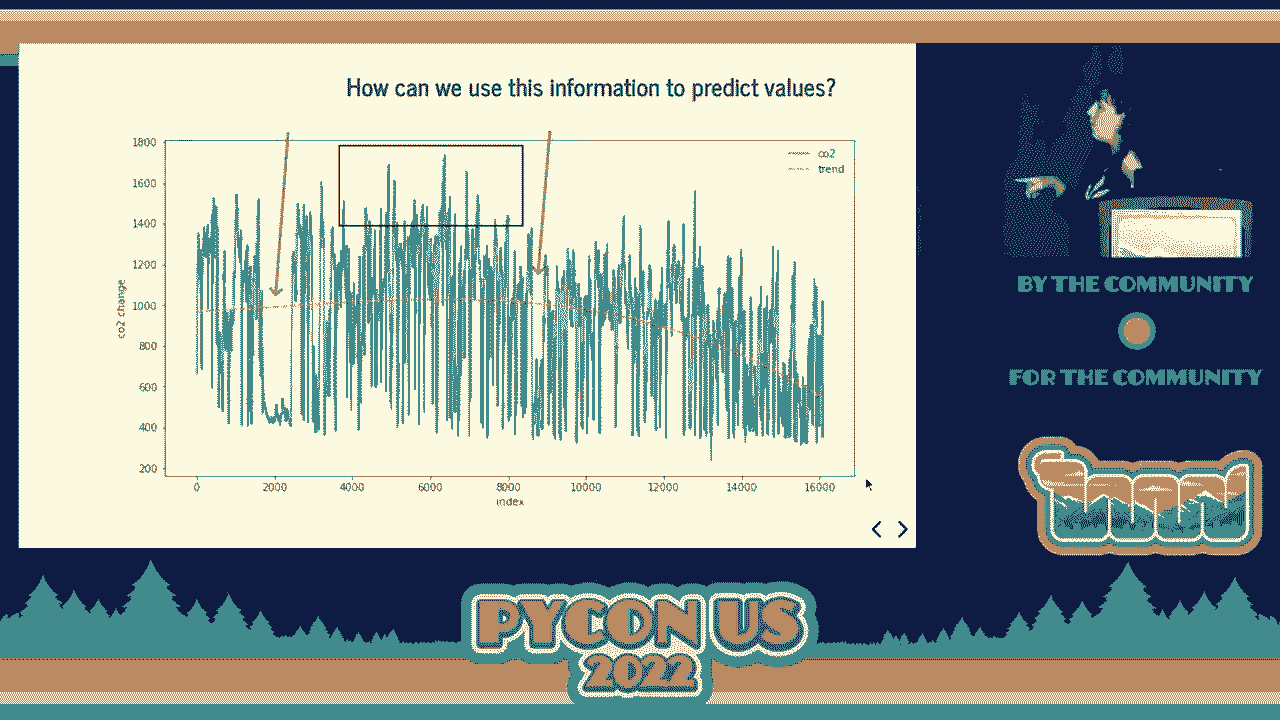 How can we use this information to predict values?
1800
1600
1400
1200
1000
800
600
400
200
co2 change
co2
trend
0
2000
4000
6000
8000
10000
12000
14000
16000
index
BY THE COMMUNITY
FOR THE COMMUNITY
PYCON US
2022